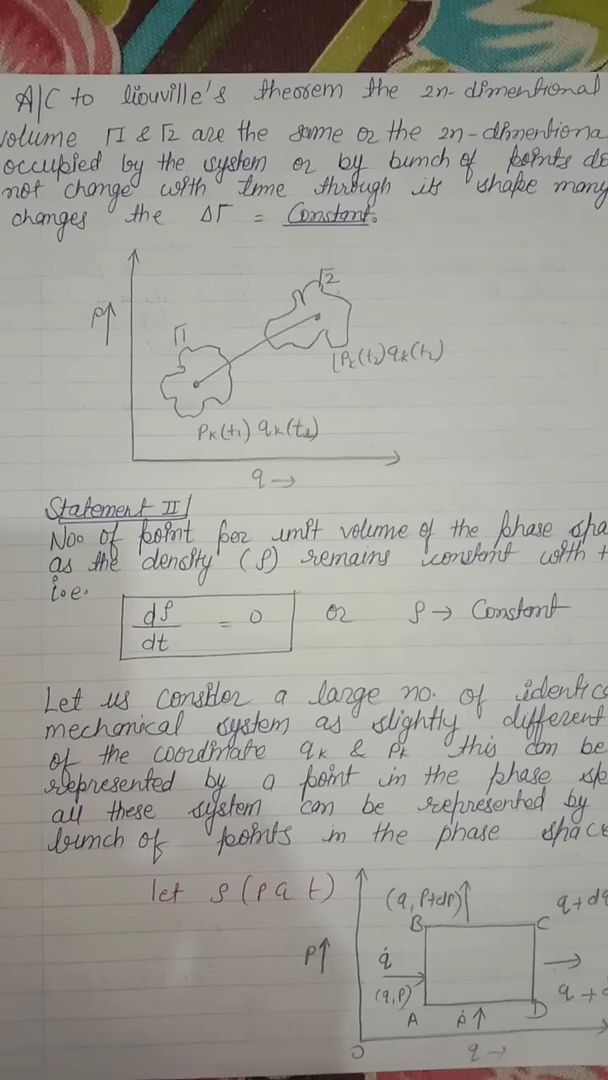 A/C to liouville's theorem the 2n-dimentional
volume Γ1 & Γ2 are the same or the 2n-dimentiona
occupied by the system or by bunch of points do
not change with time through its shape many
changes the ΔΓ = Constant.
P↑
Γ1
Γ2
[Pk(t2) qk(t2)
Pk(t1) qk(t1)
q →
Statement II
Noo of point per unit volume of the phase spa
as the density (ρ) remains constant with t
i.e.
dρ/dt = 0 or ρ → Constant
Let us consider a large no. of identica
mechanical system as slightly different
of the coordinate qk & Pk this can be
represented by a point in the phase sp
all these system can be represented by
bunch of points in the phase space
let ρ (p q t)
(q, P+dP)↑
q+dq
B C
P↑
q̇
→
(q,P)
q+d
A ṗ↑ D
O
q →